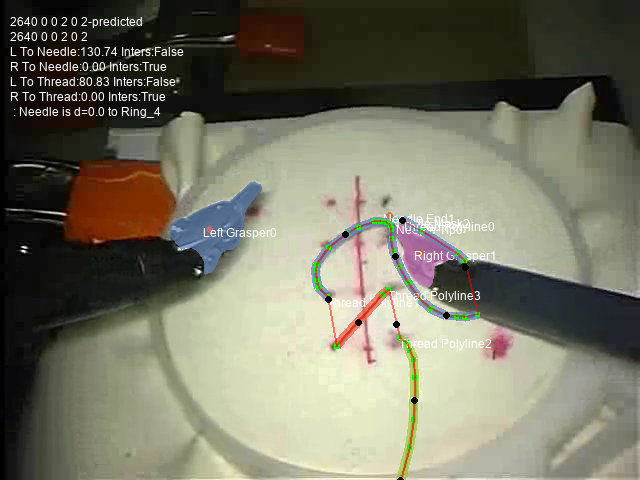 2640 0 0 2 0 2-predicted
2640 0 0 2 0 2
L To Needle:130.74 Inters:False
R To Needle:0.00 Inters:True
L To Thread:80.83 Inters:False
R To Thread:0.00 Inters:True
: Needle is d=0.0 to Ring_4
Needle End1
Left Grasper0
Right Grasper1
Thread Polyline3
Thread Polyline2